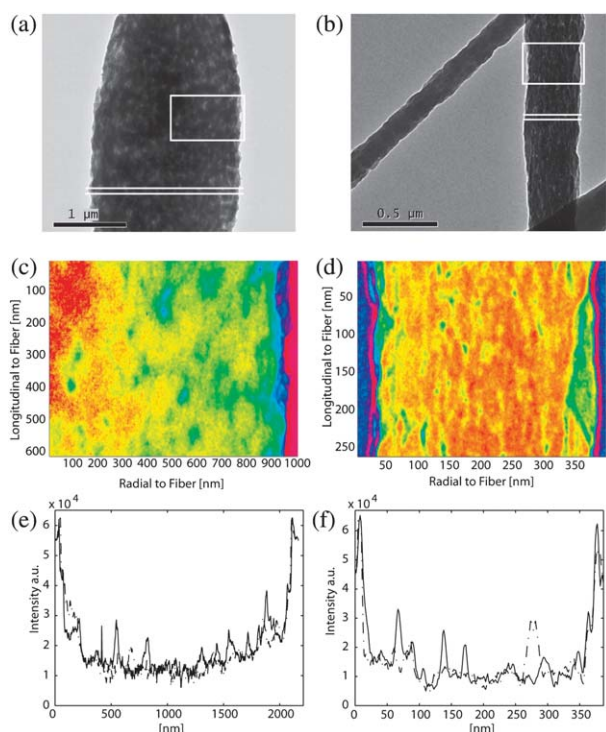 (a)
(b)
1 μm
0.5 μm
(c)
(d)
Longitudinal to Fiber [nm]
100
200
300
400
500
600
100 200 300 400 500 600 700 800 900 1000
Radial to Fiber [nm]
Longitudinal to Fiber [nm]
50
100
150
200
250
50 100 150 200 250 300 350
Radial to Fiber [nm]
(e)
(f)
x 10⁴
Intensity a.u.
6
5
4
3
2
1
0
0 500 1000 1500 2000
[nm]
x 10⁴
Intensity a.u.
7
6
5
4
3
2
1
0
0 50 100 150 200 250 300 350
[nm]